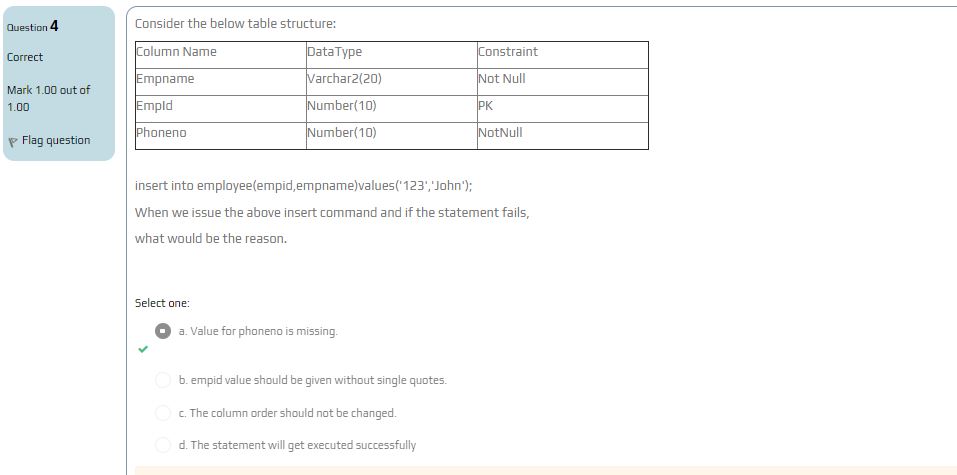 Question 4
Correct
Mark 1.00 out of
1.00
Flag question
Consider the below table structure:
Column Name DataType Constraint
Empname Varchar2(20) Not Null
EmpId Number(10) PK
Phoneno Number(10) NotNull
insert into employee(empid,empname)values('123','John');
When we issue the above insert command and if the statement fails,
what would be the reason.
Select one:
a. Value for phoneno is missing.
b. empid value should be given without single quotes.
c. The column order should not be changed.
d. The statement will get executed successfully